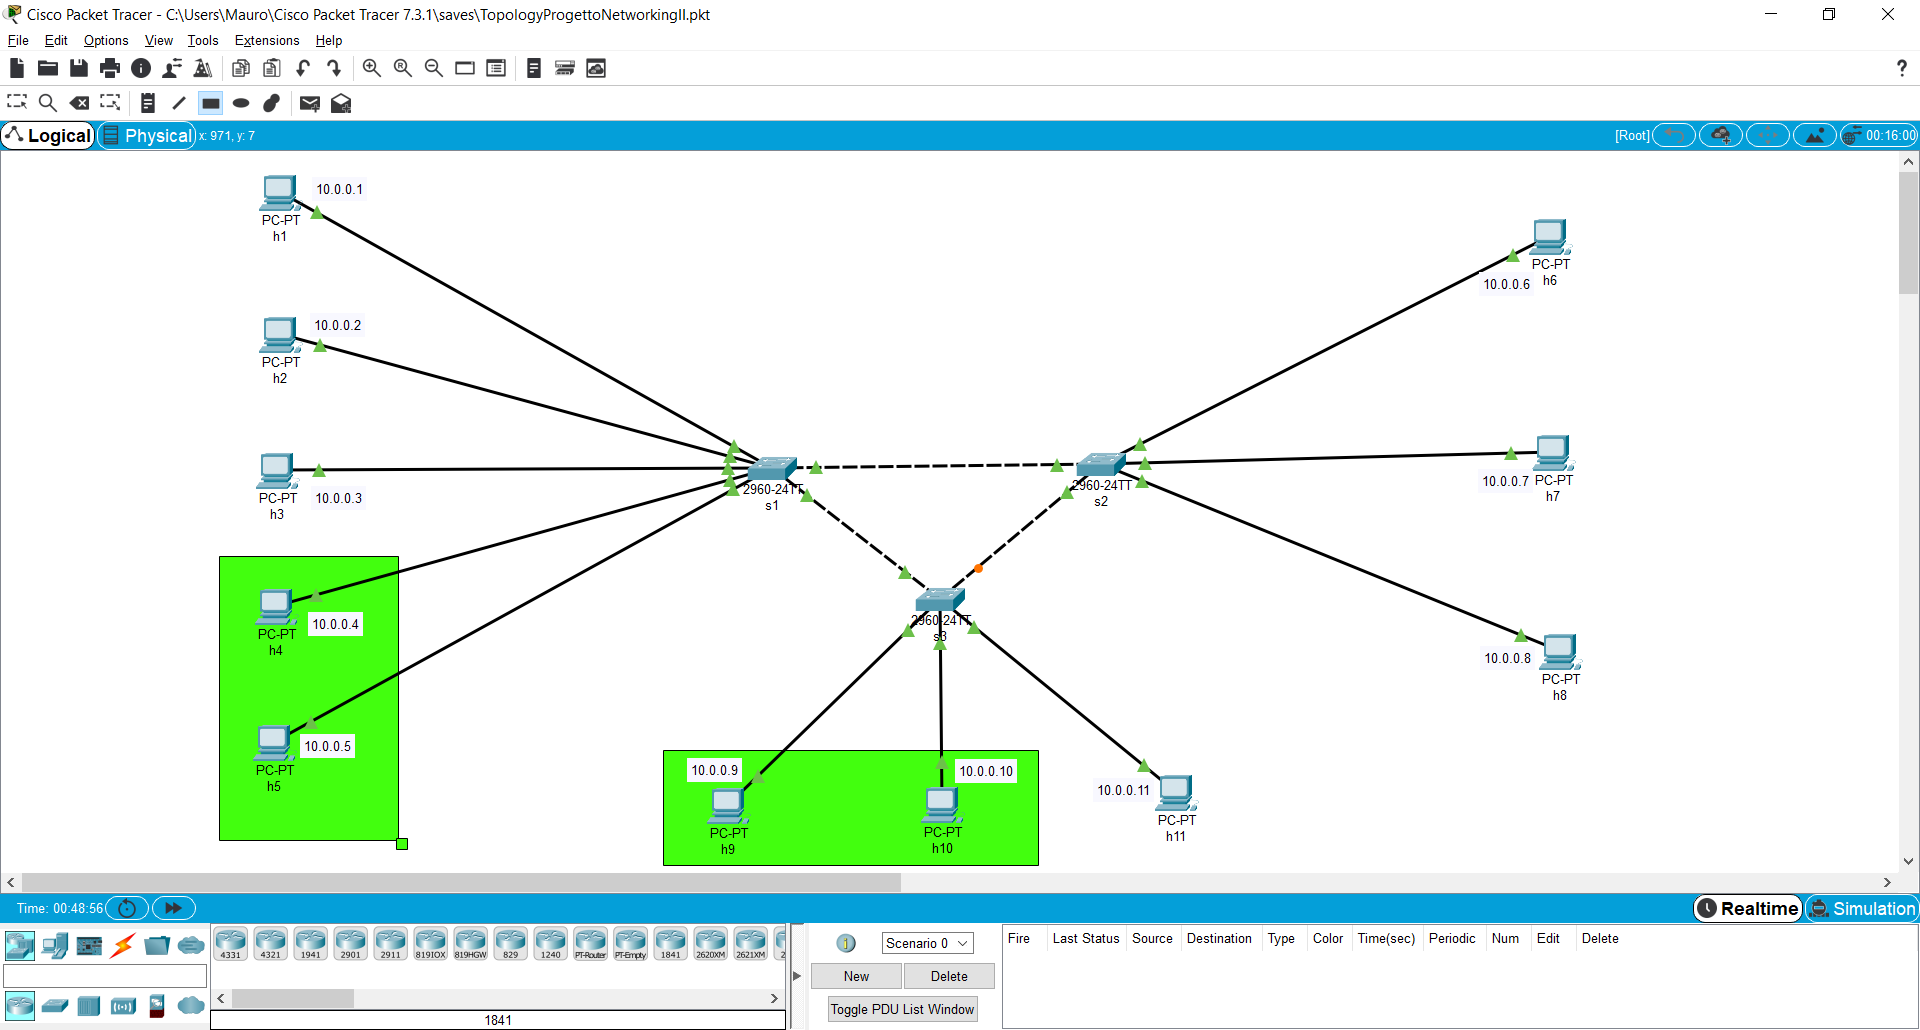 Cisco Packet Tracer - C:\Users\Mauro\Cisco Packet Tracer 7.3.1\saves\TopologyProgettoNetworkingII.pkt
File Edit Options View Tools Extensions Help
?
Logical Physical x: 971, y: 7 [Root] 00:16:00
10.0.0.1
PC-PT
h1
10.0.0.2
PC-PT
h2
10.0.0.3
PC-PT
h3
10.0.0.4
PC-PT
h4
10.0.0.5
PC-PT
h5
2960-24TT
s1
2960-24TT
s2
2960-24TT
s3
10.0.0.6
PC-PT
h6
10.0.0.7
PC-PT
h7
10.0.0.8
PC-PT
h8
10.0.0.9
PC-PT
h9
10.0.0.10
PC-PT
h10
10.0.0.11
PC-PT
h11
Time: 00:48:56 Realtime Simulation
4331 4321 1941 2901 2911 819IOX 819HGW 829 1240 PT-Router PT-Empty 1841 2620XM 2621XM 2
1841
Scenario 0
New Delete
Toggle PDU List Window
Fire Last Status Source Destination Type Color Time(sec) Periodic Num Edit Delete